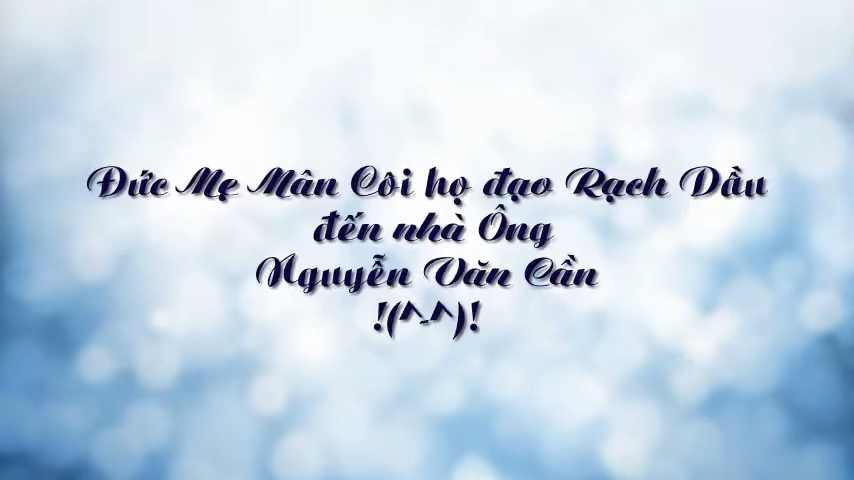 Đức Mẹ Mân Côi họ đạo Rạch Dầu
đến nhà Ông
Nguyễn Văn Cần
!(^-^)!